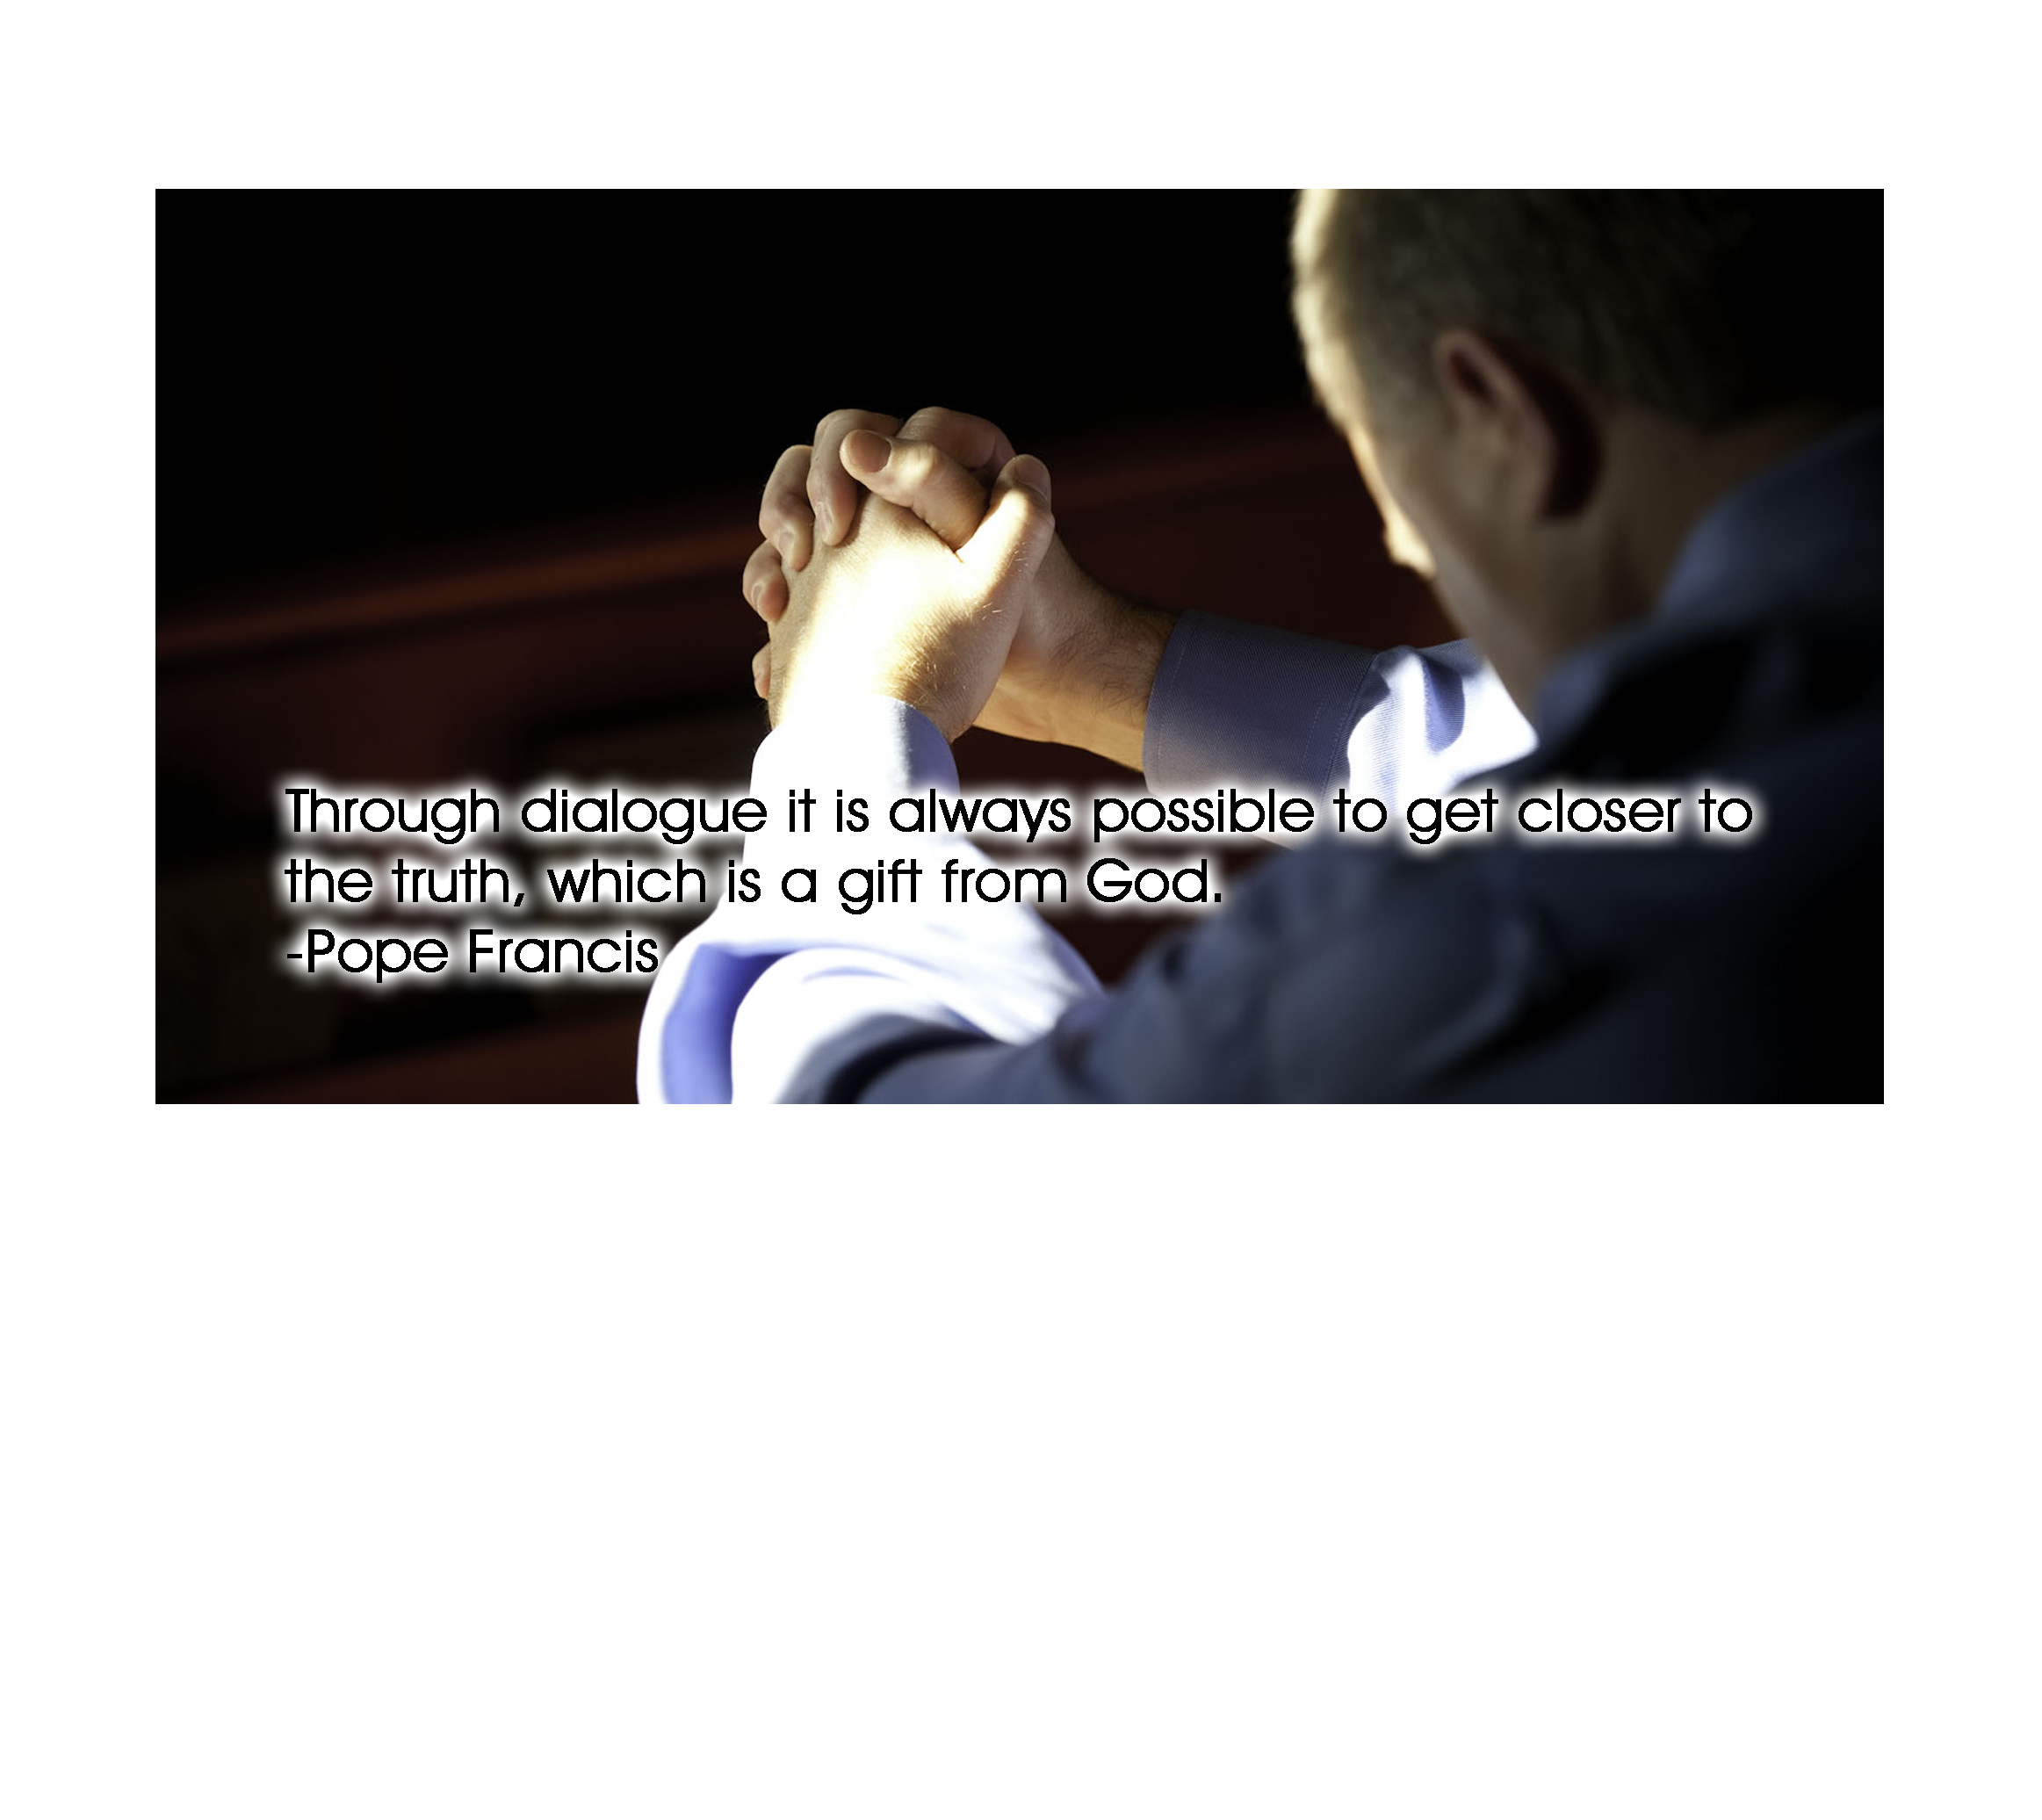 Through dialogue it is always possible to get closer to
the truth, which is a gift from God.
-Pope Francis